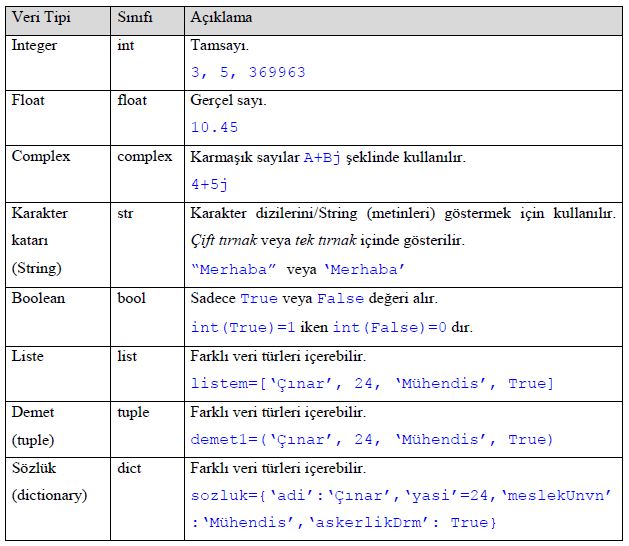 Veri Tipi Sınıfı Açıklama
Integer int Tamsayı.
3, 5, 369963
Float float Gerçel sayı.
10.45
Complex complex Karmaşık sayılar A+Bj şeklinde kullanılır.
4+5j
Karakter str Karakter dizilerini/String (metinleri) göstermek için kullanılır.
katarı Çift tırnak veya tek tırnak içinde gösterilir.
(String) “Merhaba” veya ‘Merhaba’
Boolean bool Sadece True veya False değeri alır.
int(True)=1 iken int(False)=0 dır.
Liste list Farklı veri türleri içerebilir.
listem=[‘Çınar’, 24, ‘Mühendis’, True]
Demet tuple Farklı veri türleri içerebilir.
(tuple) demet1=(‘Çınar’, 24, ‘Mühendis’, True)
Sözlük dict Farklı veri türleri içerebilir.
(dictionary) sozluk={‘adi’:‘Çınar’,‘yasi’=24,‘meslekUnvn’
:‘Mühendis’,‘askerlikDrm’: True}